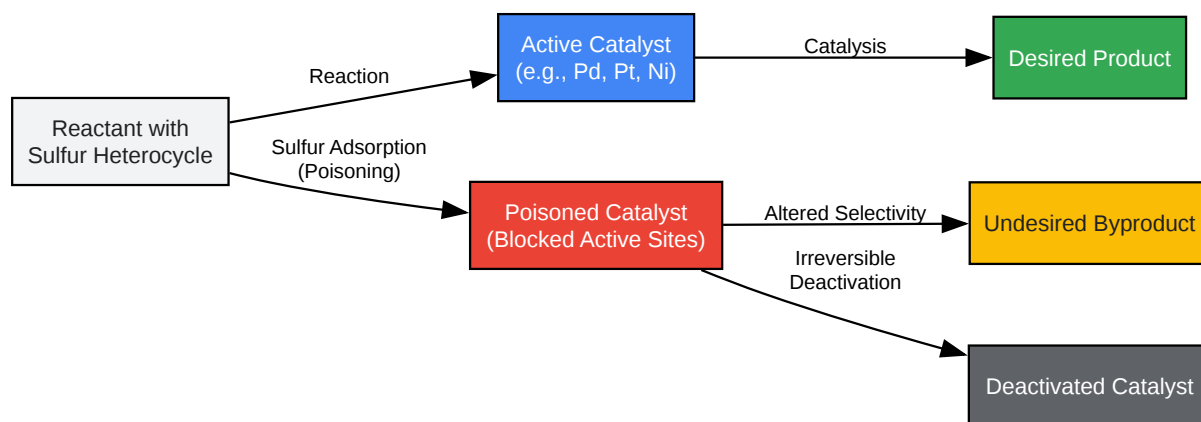 Reactant with
Sulfur Heterocycle
Reaction
Sulfur Adsorption
(Poisoning)
Active Catalyst
(e.g., Pd, Pt, Ni)
Catalysis
Desired Product
Poisoned Catalyst
(Blocked Active Sites)
Altered Selectivity
Undesired Byproduct
Irreversible
Deactivation
Deactivated Catalyst